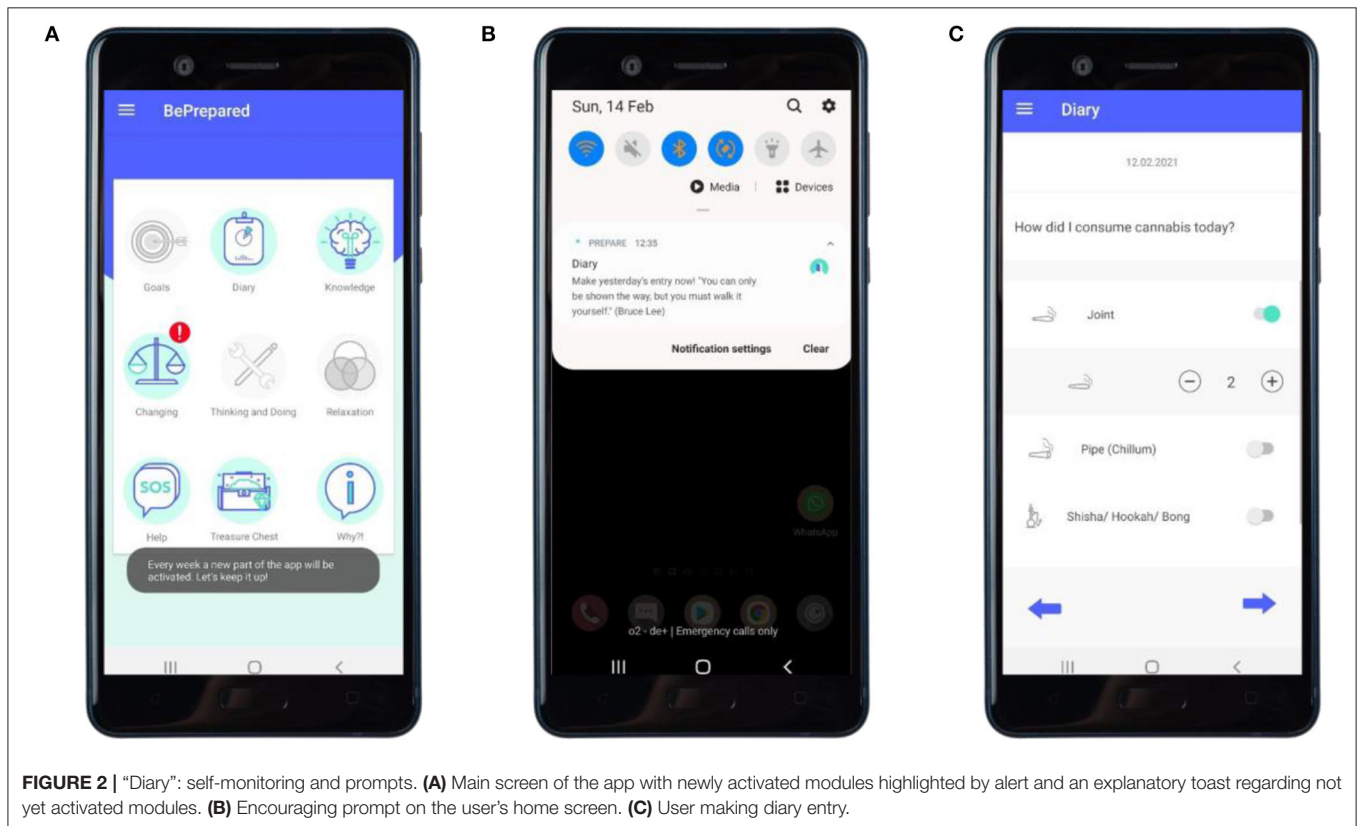 A
BePrepared
Goals
Diary
Knowledge
!
Changing
Thinking and Doing
Relaxation
SOS
Help
Treasure Chest
Why?!
Every week a new part of the app will be
activated. Let's keep it up!
B
Sun, 14 Feb
Media
Devices
PREPARE 12:35
Diary
Make yesterday's entry now! "You can only
be shown the way, but you must walk it
yourself." (Bruce Lee)
Notification settings
Clear
WhatsApp
o2 - de+ | Emergency calls only
C
Diary
12.02.2021
How did I consume cannabis today?
Joint
2
Pipe (Chillum)
Shisha/ Hookah/ Bong
FIGURE 2 | "Diary": self-monitoring and prompts. (A) Main screen of the app with newly activated modules highlighted by alert and an explanatory toast regarding not
yet activated modules. (B) Encouraging prompt on the user's home screen. (C) User making diary entry.